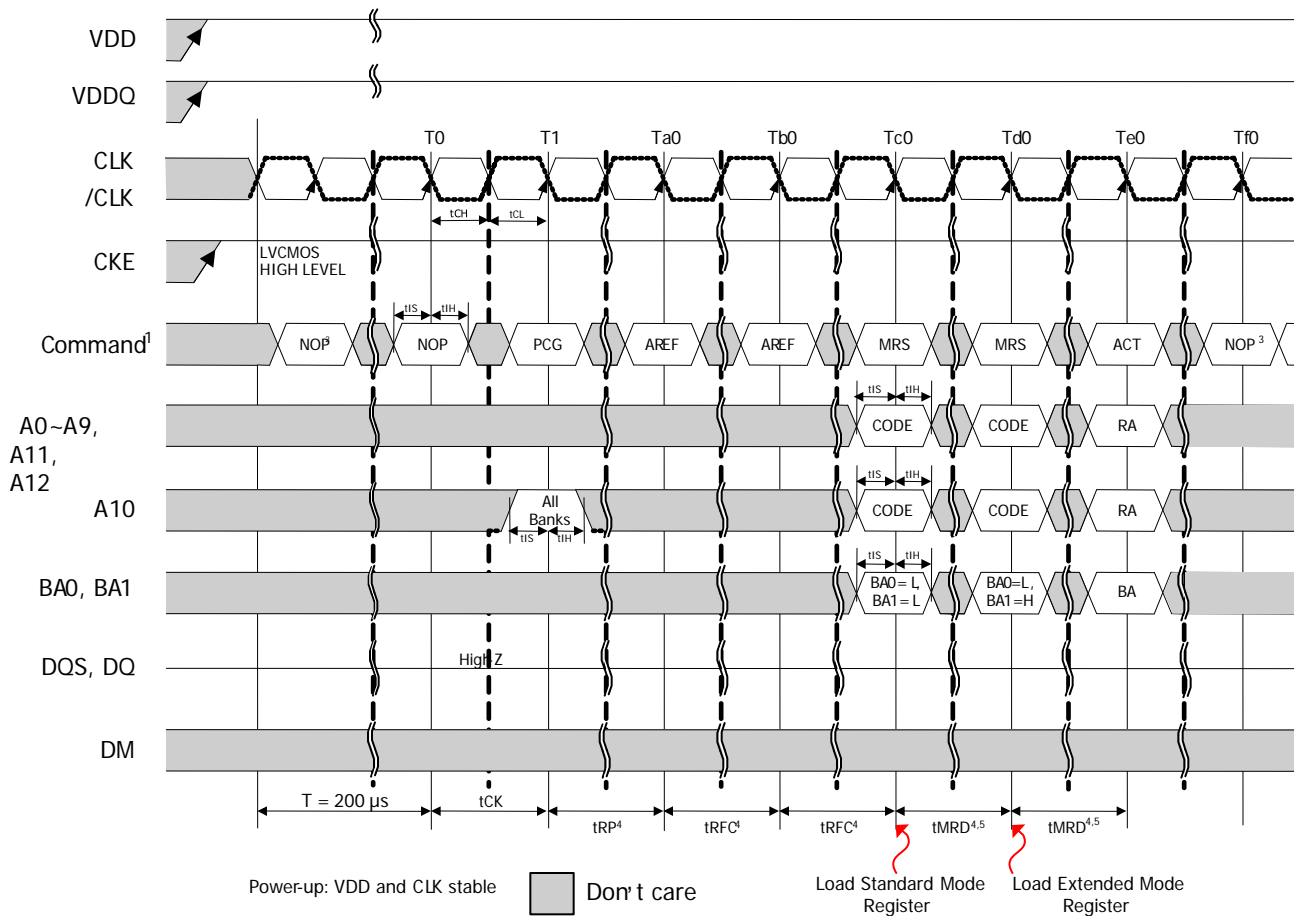 VDD
VDDQ
T0 T1 Ta0 Tb0 Tc0 Td0 Te0 Tf0
CLK
/CLK
tCH tCL
CKE
LVCMOS
HIGH LEVEL
tIS tIH
Command¹
NOP³ NOP PCG AREF AREF MRS MRS ACT NOP ³
tIS tIH
A0~A9,
A11,
A12
CODE CODE RA
tIS tIH
A10
All
Banks
tIS tIH
CODE CODE RA
tIS tIH
BA0, BA1
BA0= L,
BA1= L
BA0=L,
BA1=H
BA
DQS, DQ
High-Z
DM
T = 200 µs tCK
tRP⁴ tRFC⁴ tRFC⁴ tMRD⁴,⁵ tMRD⁴,⁵
Power-up: VDD and CLK stable
Don't care
Load Standard Mode
Register
Load Extended Mode
Register